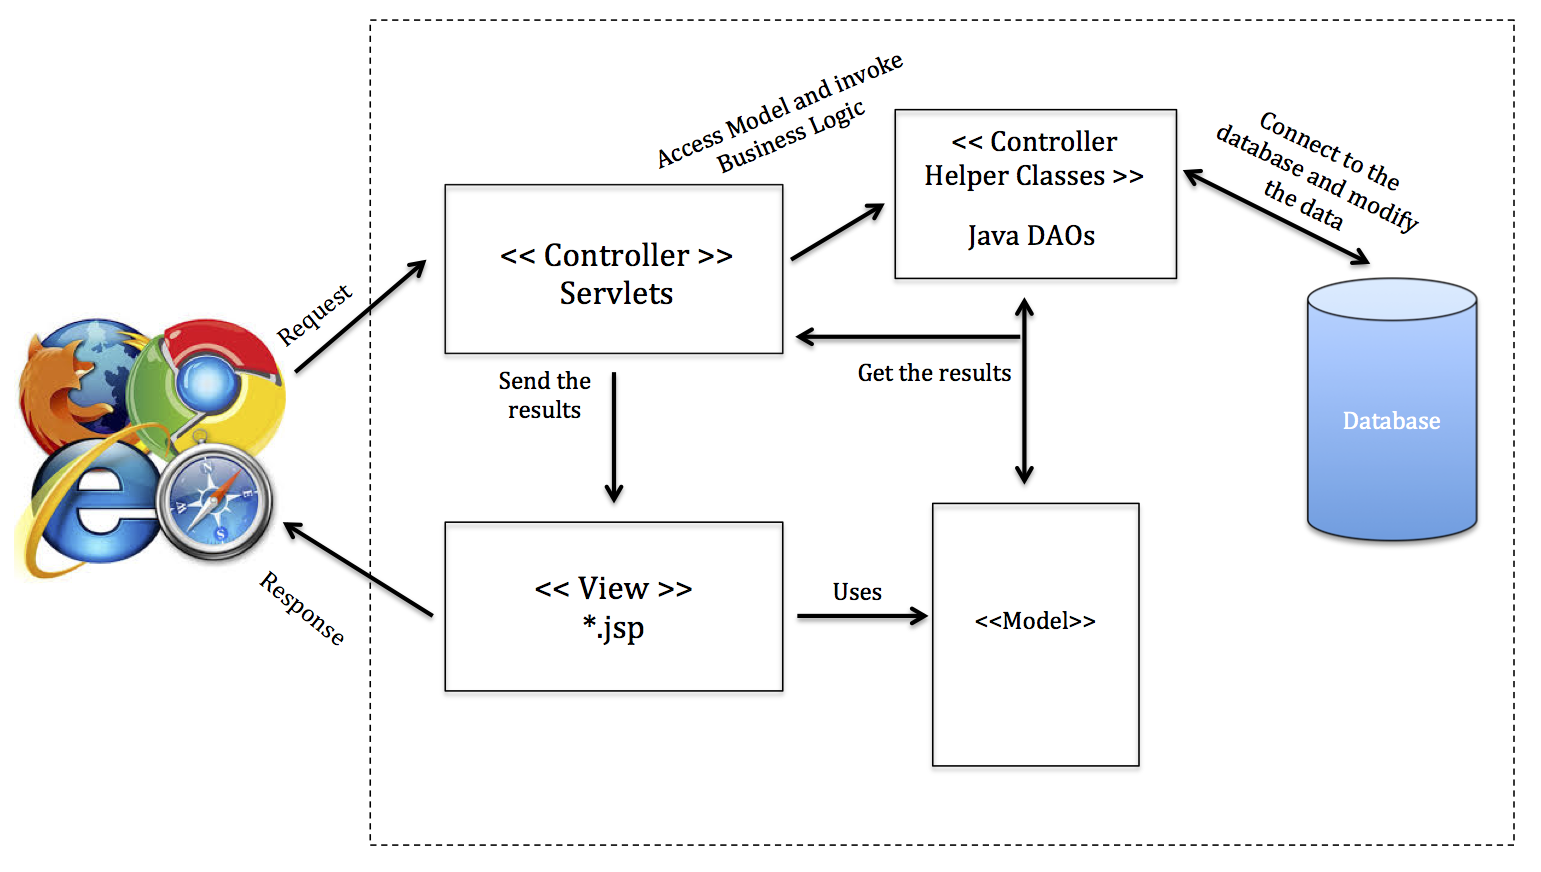 Access Model and invoke
Business Logic
<< Controller
Helper Classes >>
Java DAOs
Connect to the
database and modify
the data
<< Controller >>
Servlets
Request
Send the
results
Get the results
Database
Response
<< View >>
*.jsp
Uses
<<Model>>
N
E
S
W
e